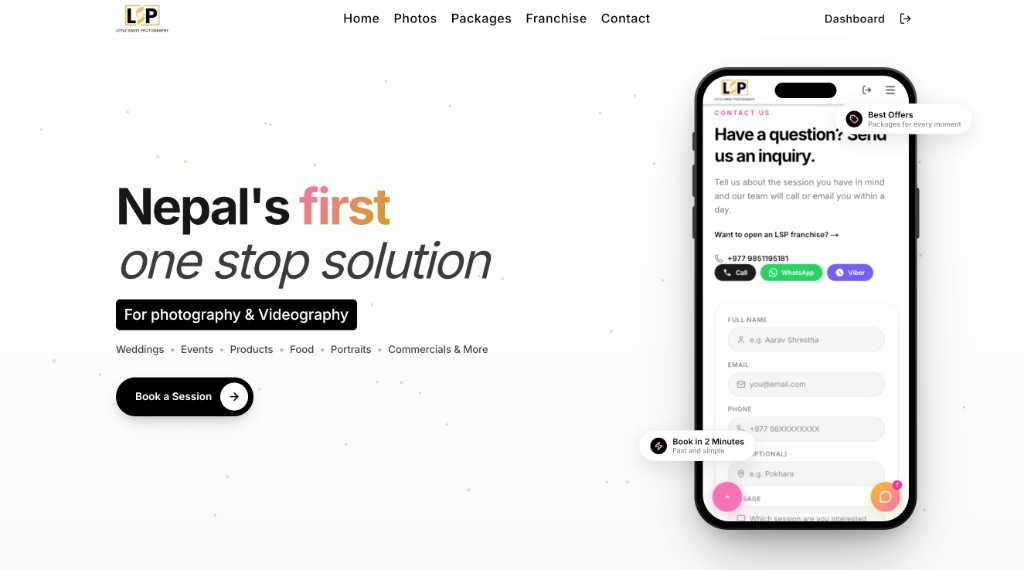 LSP
LITTLE SWEET PHOTOGRAPHY
Home Photos Packages Franchise Contact
Dashboard
Nepal's first
one stop solution
For photography & Videography
Weddings • Events • Products • Food • Portraits • Commercials & More
Book a Session
LSP
CONTACT US
Best Offers
Packages for every moment
Have a question? Send
us an inquiry.
Tell us about the session you have in mind
and our team will call or email you within a
day.
Want to open an LSP franchise? →
+977 9851195181
Call WhatsApp Viber
FULL NAME
e.g. Aarav Shrestha
EMAIL
you@email.com
PHONE
+977 98XXXXXXXX
Book in 2 Minutes
Fast and simple
OPTIONAL)
e.g. Pokhara
SAGE
Which session are you interested